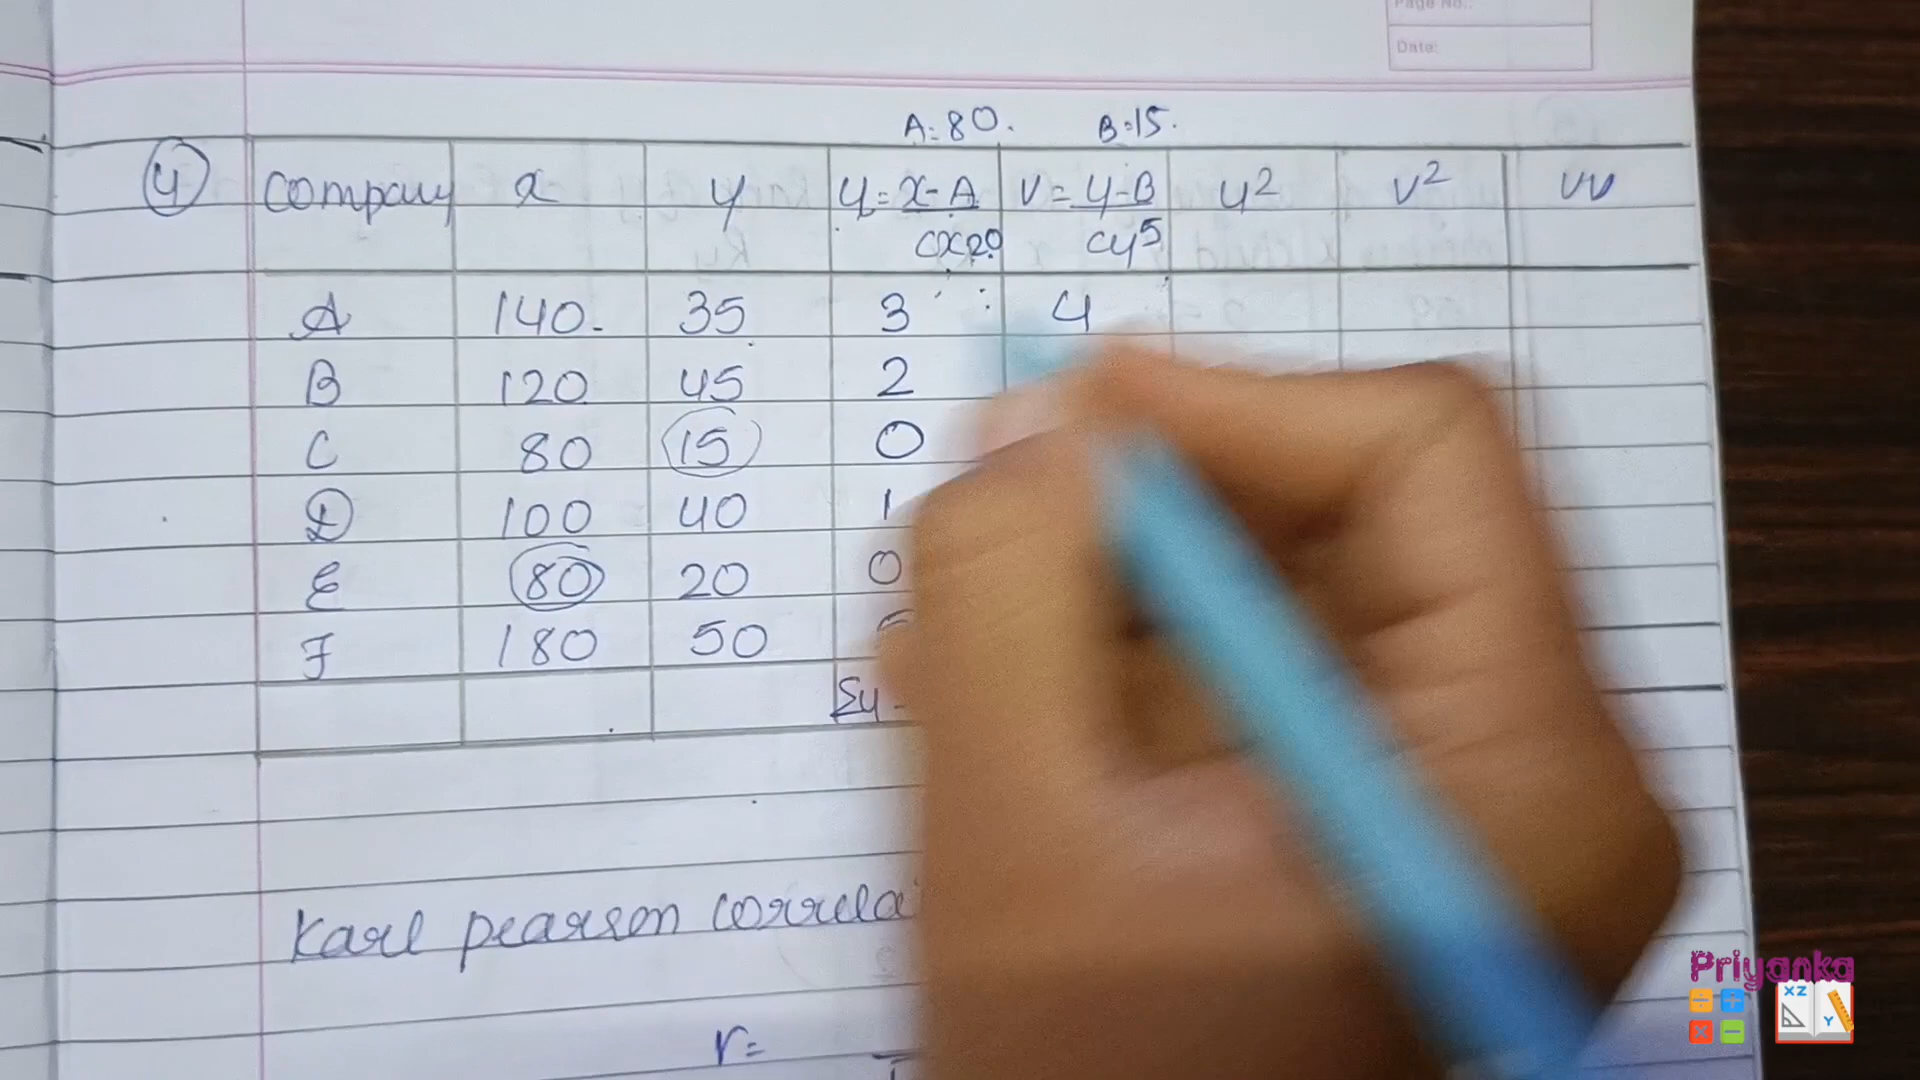 Page No.:
Date:
A=80. B=15.
4 Company x y u=x-A v=y-B u² v² uv
cx20 cy5
A 140. 35 3 4
B 120 45 2
C 80 15 0
D 100 40 1
E 80 20 0
F 180 50
Σu
Karl pearson correla
r=
Priyanka
XZ
Y